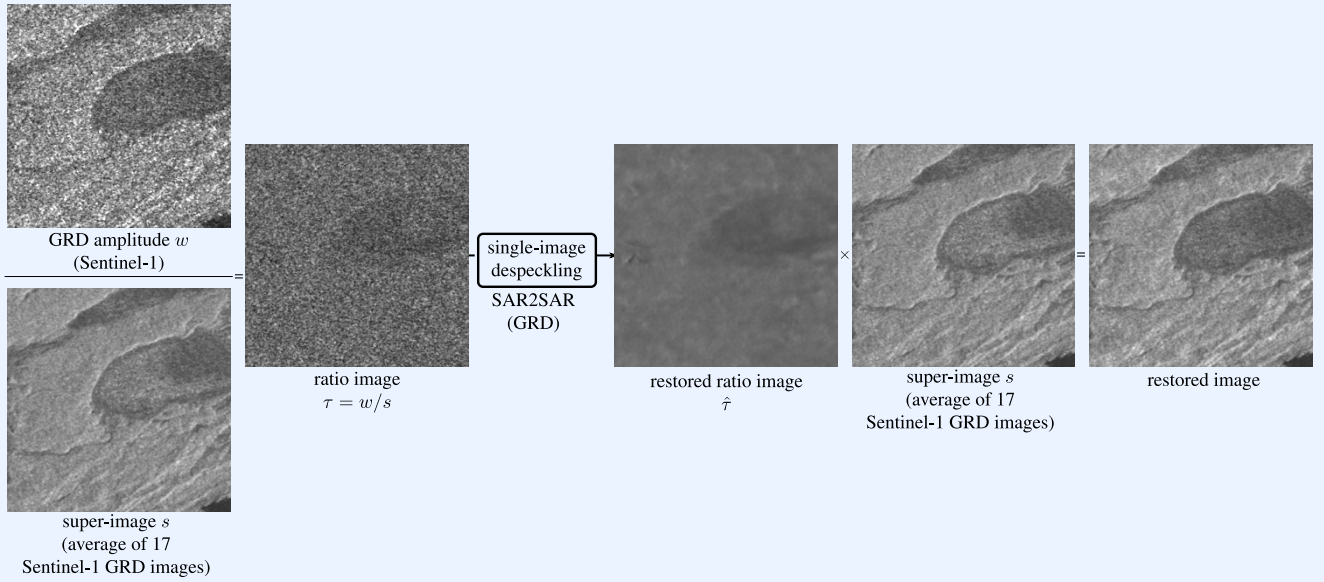 GRD amplitude w
(Sentinel-1)
super-image s
(average of 17
Sentinel-1 GRD images)
=
ratio image
τ = w/s
single-image
despeckling
SAR2SAR
(GRD)
restored ratio image
τ̂
×
super-image s
(average of 17
Sentinel-1 GRD images)
=
restored image